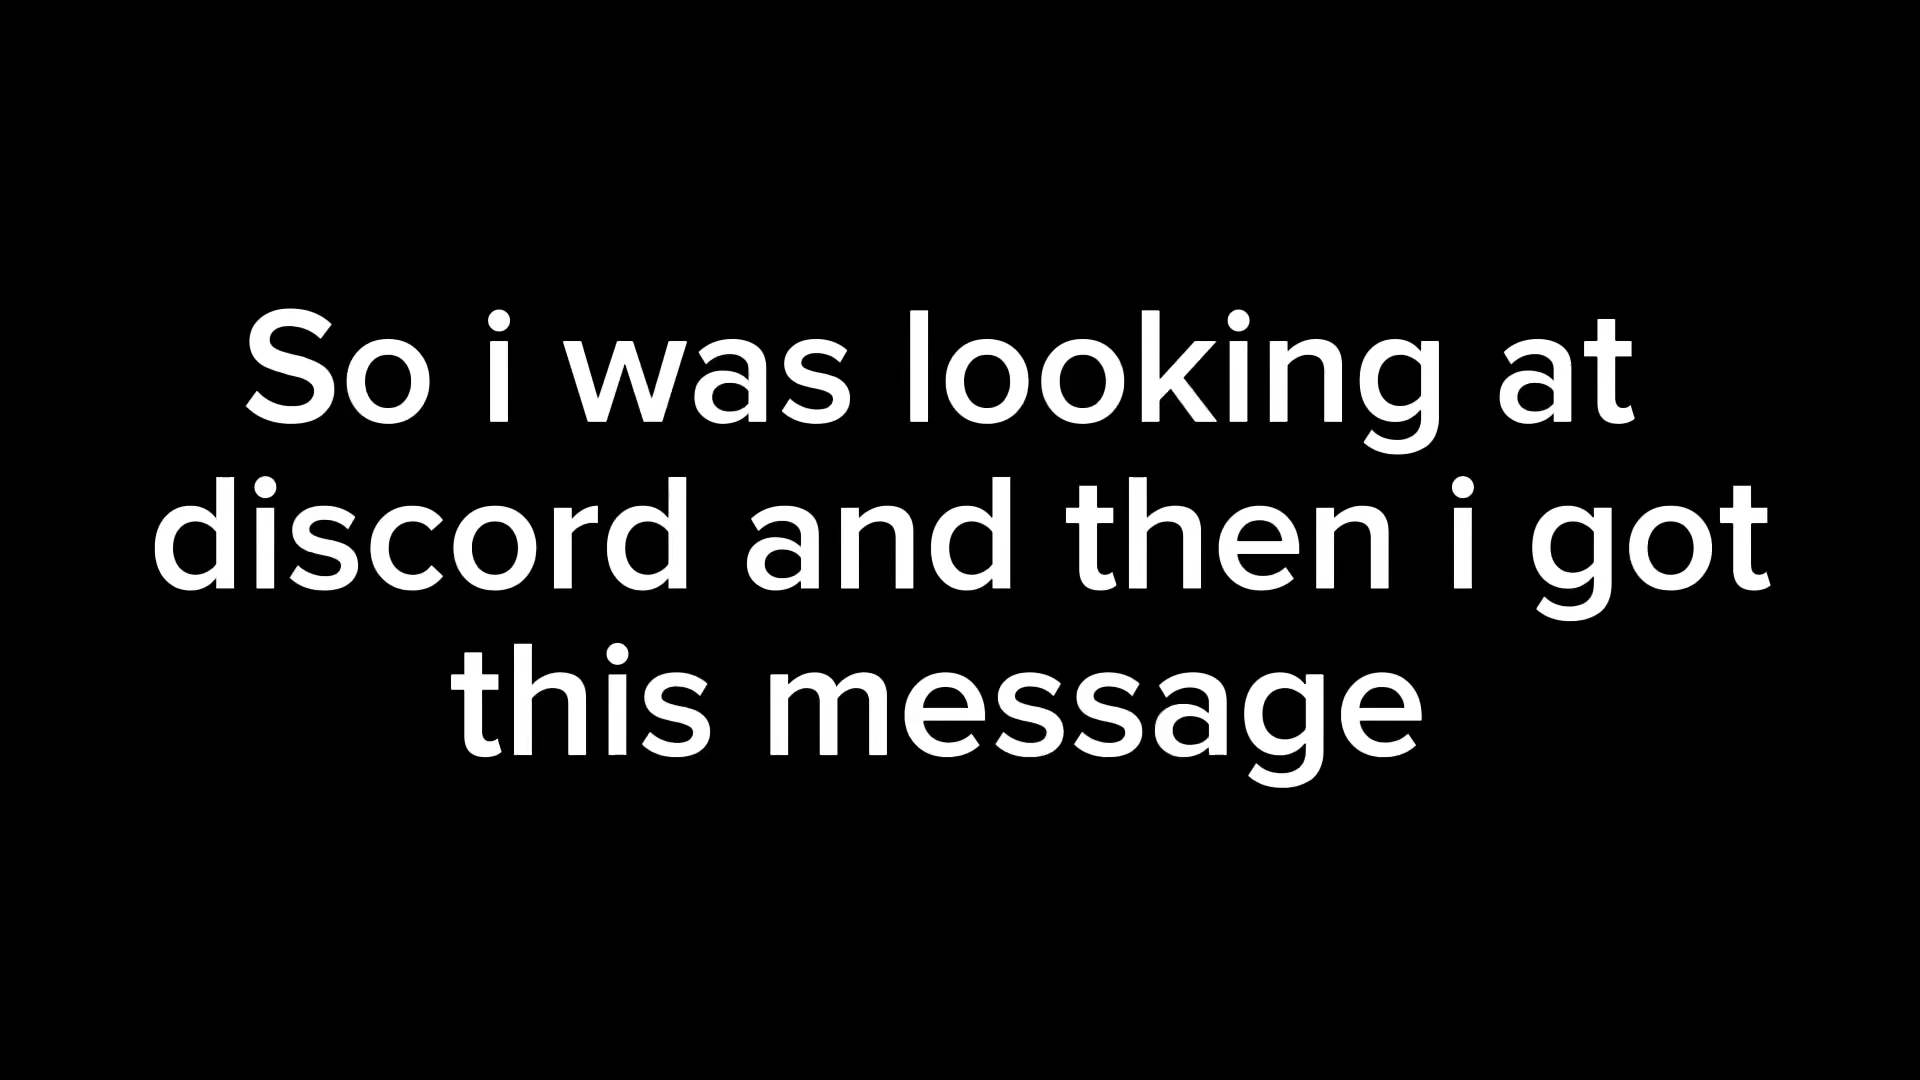 So i was looking at
discord and then i got
this message